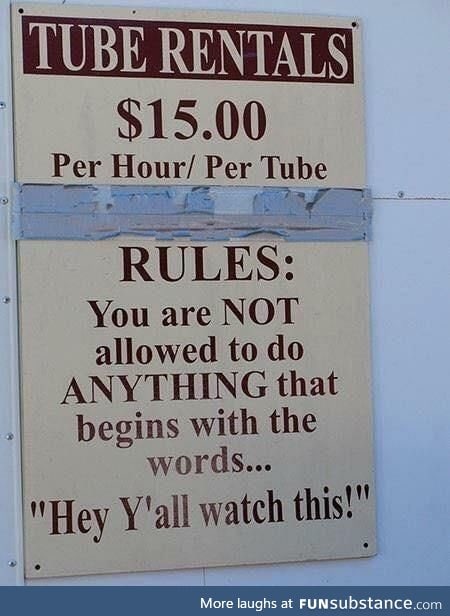 TUBE RENTALS
$15.00
Per Hour/ Per Tube
RULES:
You are NOT
allowed to do
ANYTHING that
begins with the
words...
"Hey Y'all watch this!"
More laughs at FUNsubstance.com